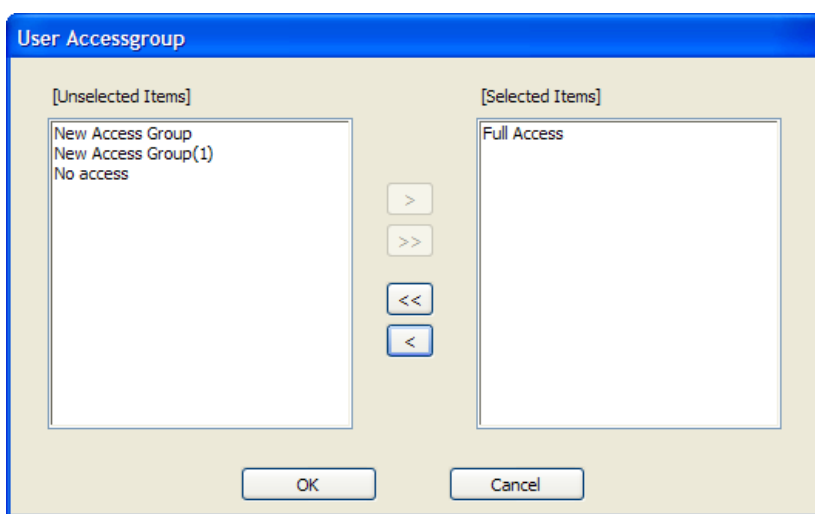 User Accessgroup
[Unselected Items]
[Selected Items]
New Access Group
New Access Group(1)
No access
Full Access
>
>>
<<
<
OK
Cancel